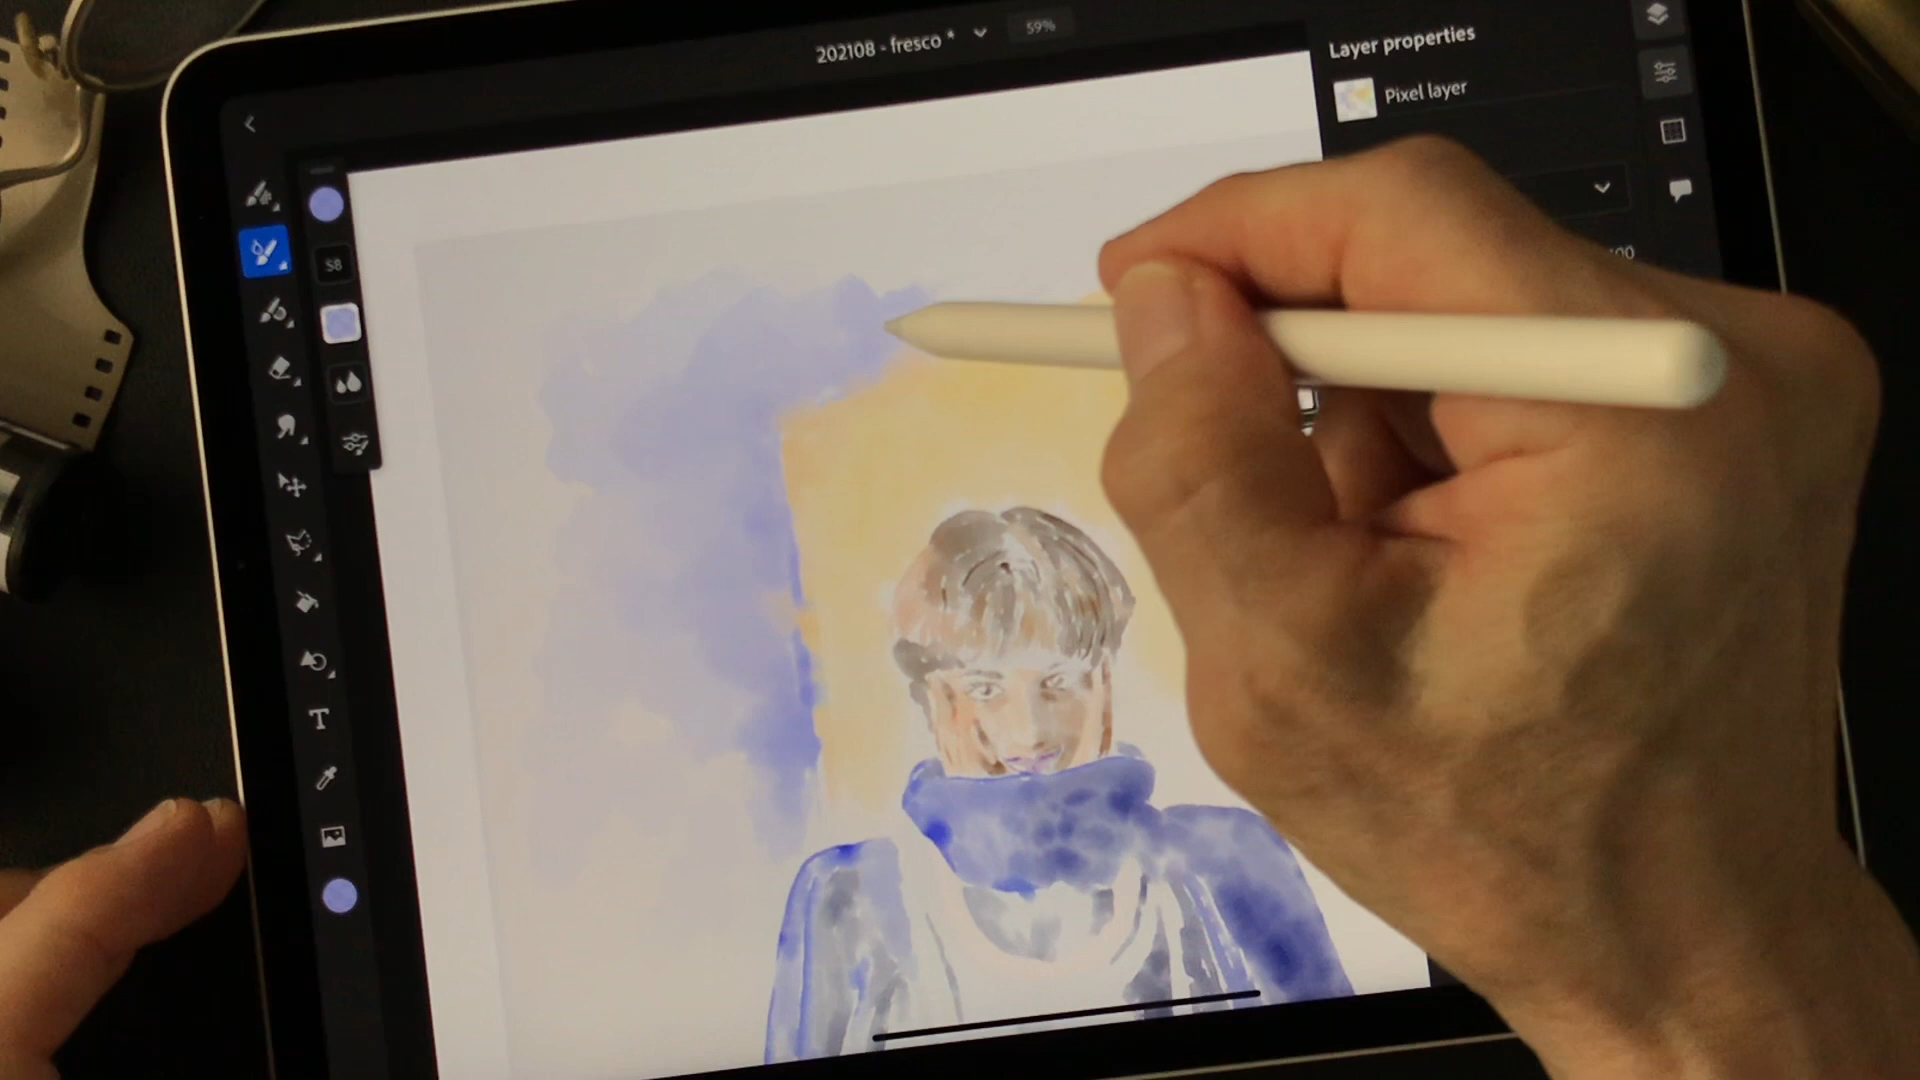 202108 - fresco *
59%
Layer properties
Pixel layer
58
T